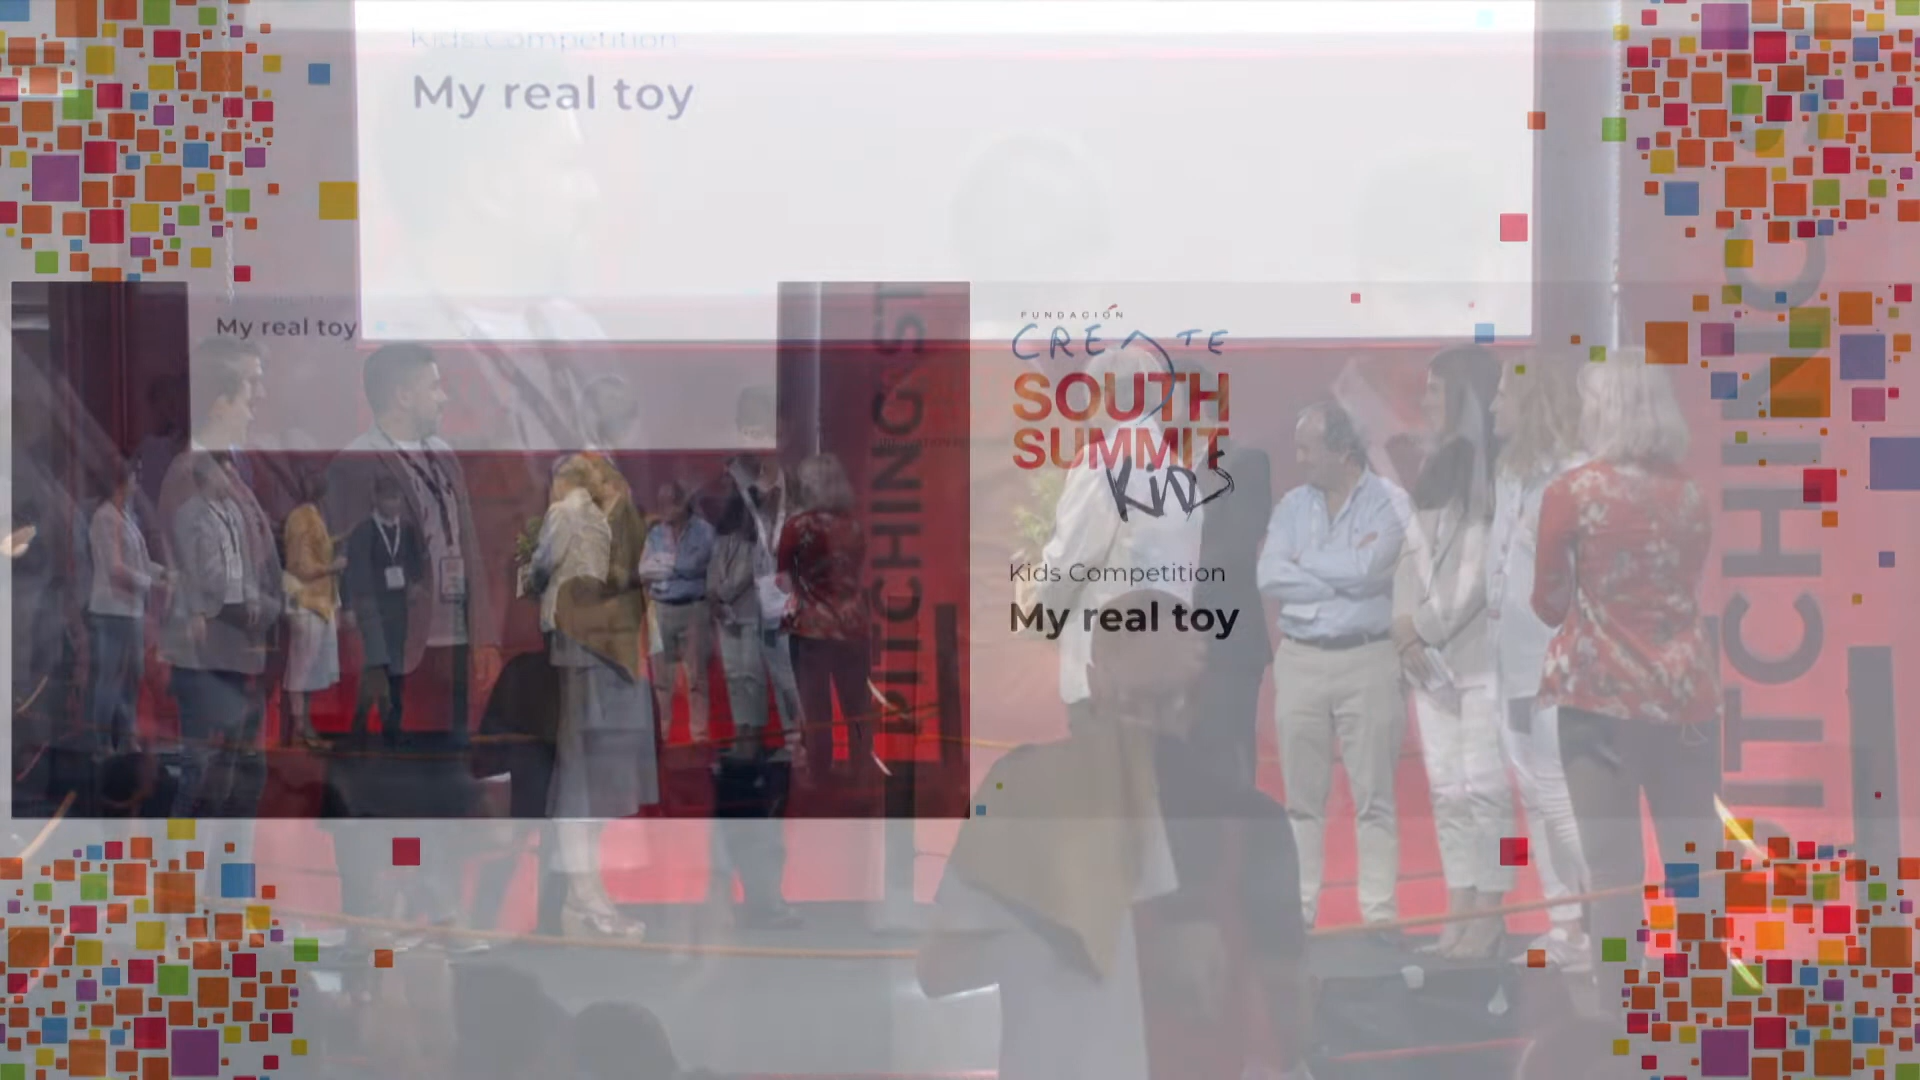 Kids Competition
My real toy
My real toy
PITCHING ST
FUNDACIÓN
CREATE
SOUTH
SUMMIT
KIDS
Kids Competition
My real toy
PITCHING